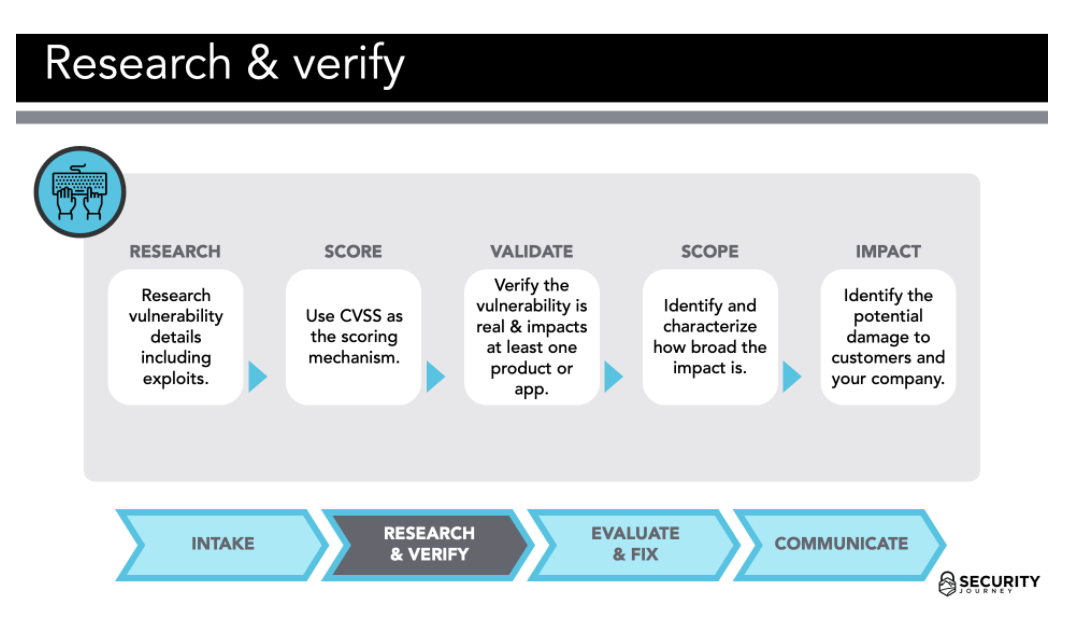 Research & verify
RESEARCH
Research
vulnerability
details
including
exploits.
SCORE
Use CVSS as
the scoring
mechanism.
VALIDATE
Verify the
vulnerability is
real & impacts
at least one
product or
app.
SCOPE
Identify and
characterize
how broad the
impact is.
IMPACT
Identify the
potential
damage to
customers and
your company.
INTAKE
RESEARCH
& VERIFY
EVALUATE
& FIX
COMMUNICATE
SECURITY
JOURNEY